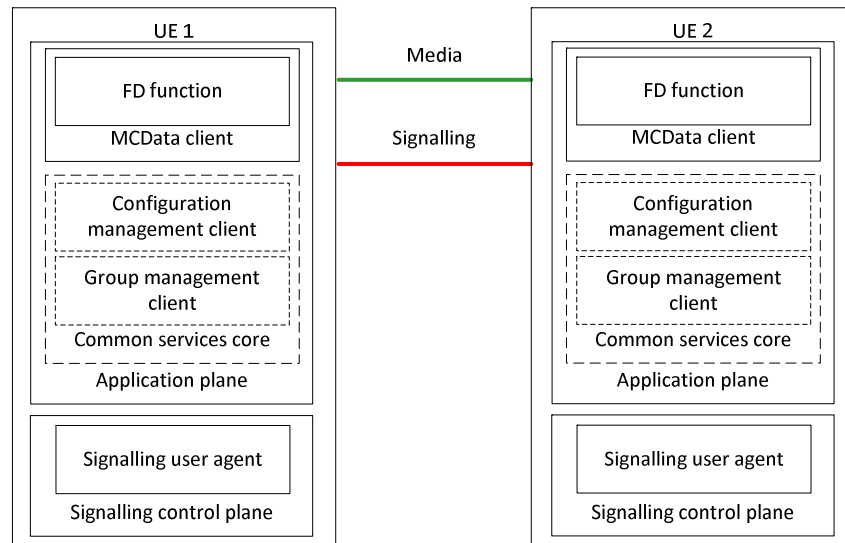 UE 1
FD function
MCData client
Configuration
management client
Group management
client
Common services core
Application plane
Signalling user agent
Signalling control plane
Media
Signalling
UE 2
FD function
MCData client
Configuration
management client
Group management
client
Common services core
Application plane
Signalling user agent
Signalling control plane